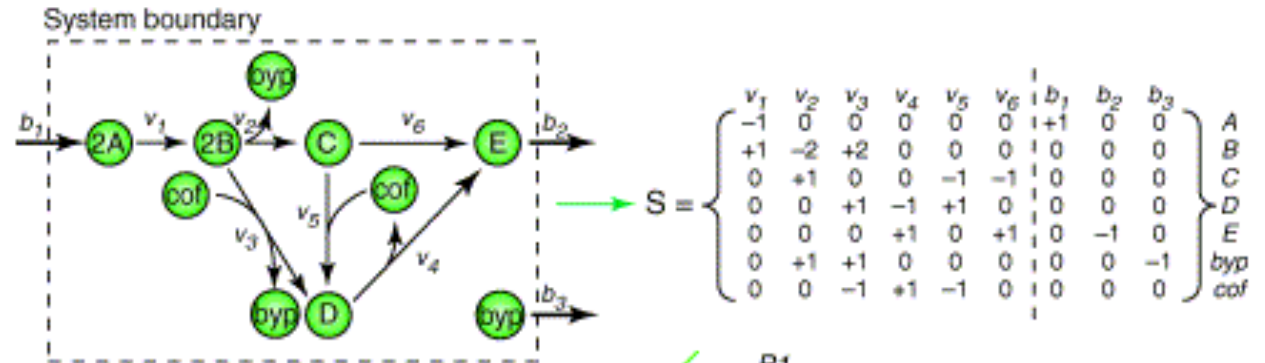 System boundary
byp
b1 2A v1 2B v2 C v6 E b2
cof cof
v3 v5 v4
byp D byp b3
S =
v1 v2 v3 v4 v5 v6 b1 b2 b3
−1 0 0 0 0 0 +1 0 0 A
+1 −2 +2 0 0 0 0 0 0 B
0 +1 0 0 −1 −1 0 0 0 C
0 0 +1 −1 +1 0 0 0 0 D
0 0 0 +1 0 +1 0 −1 0 E
0 +1 +1 0 0 0 0 0 −1 byp
0 0 −1 +1 −1 0 0 0 0 cof